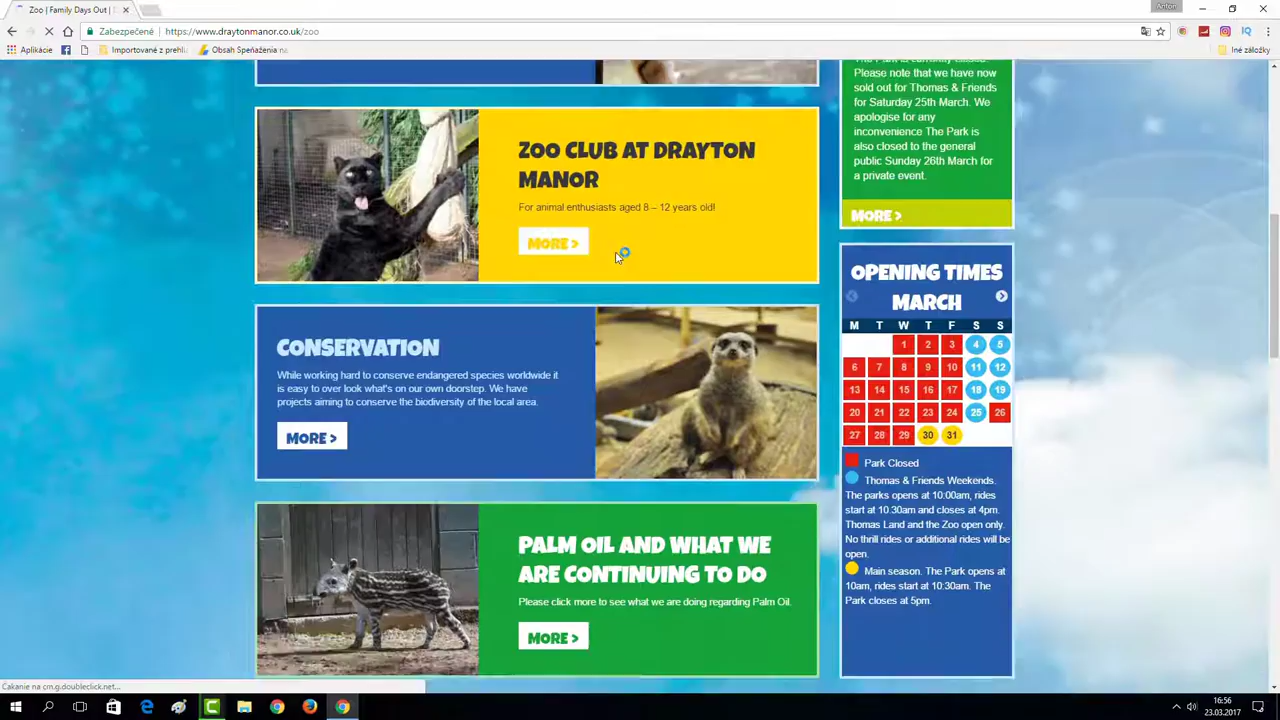 Zoo | Family Days Out |
Anton
Zabezpečené | https://www.draytonmanor.co.uk/zoo
Aplikácie
Importované z prehli
Obsah Speňaženia na
Iné záložky
Please note that we have now
sold out for Thomas & Friends
for Saturday 25th March. We
apologise for any
inconvenience The Park is
also closed to the general
public Sunday 26th March for
a private event.
MORE >
ZOO CLUB AT DRAYTON
MANOR
For animal enthusiasts aged 8 – 12 years old!
MORE >
CONSERVATION
While working hard to conserve endangered species worldwide it
is easy to over look what's on our own doorstep. We have
projects aiming to conserve the biodiversity of the local area.
MORE >
PALM OIL AND WHAT WE
ARE CONTINUING TO DO
Please click more to see what we are doing regarding Palm Oil.
MORE >
OPENING TIMES
MARCH
M T W T F S S
1 2 3 4 5
6 7 8 9 10 11 12
13 14 15 16 17 18 19
20 21 22 23 24 25 26
27 28 29 30 31
Park Closed
Thomas & Friends Weekends.
The parks opens at 10:00am, rides
start at 10.30am and closes at 4pm.
Thomas Land and the Zoo open only.
No thrill rides or additional rides will be
open.
Main season. The Park opens at
10am, rides start at 10:30am. The
Park closes at 5pm.
Čakanie na cm.g.doubleclick.net...
16:56
23.03.2017